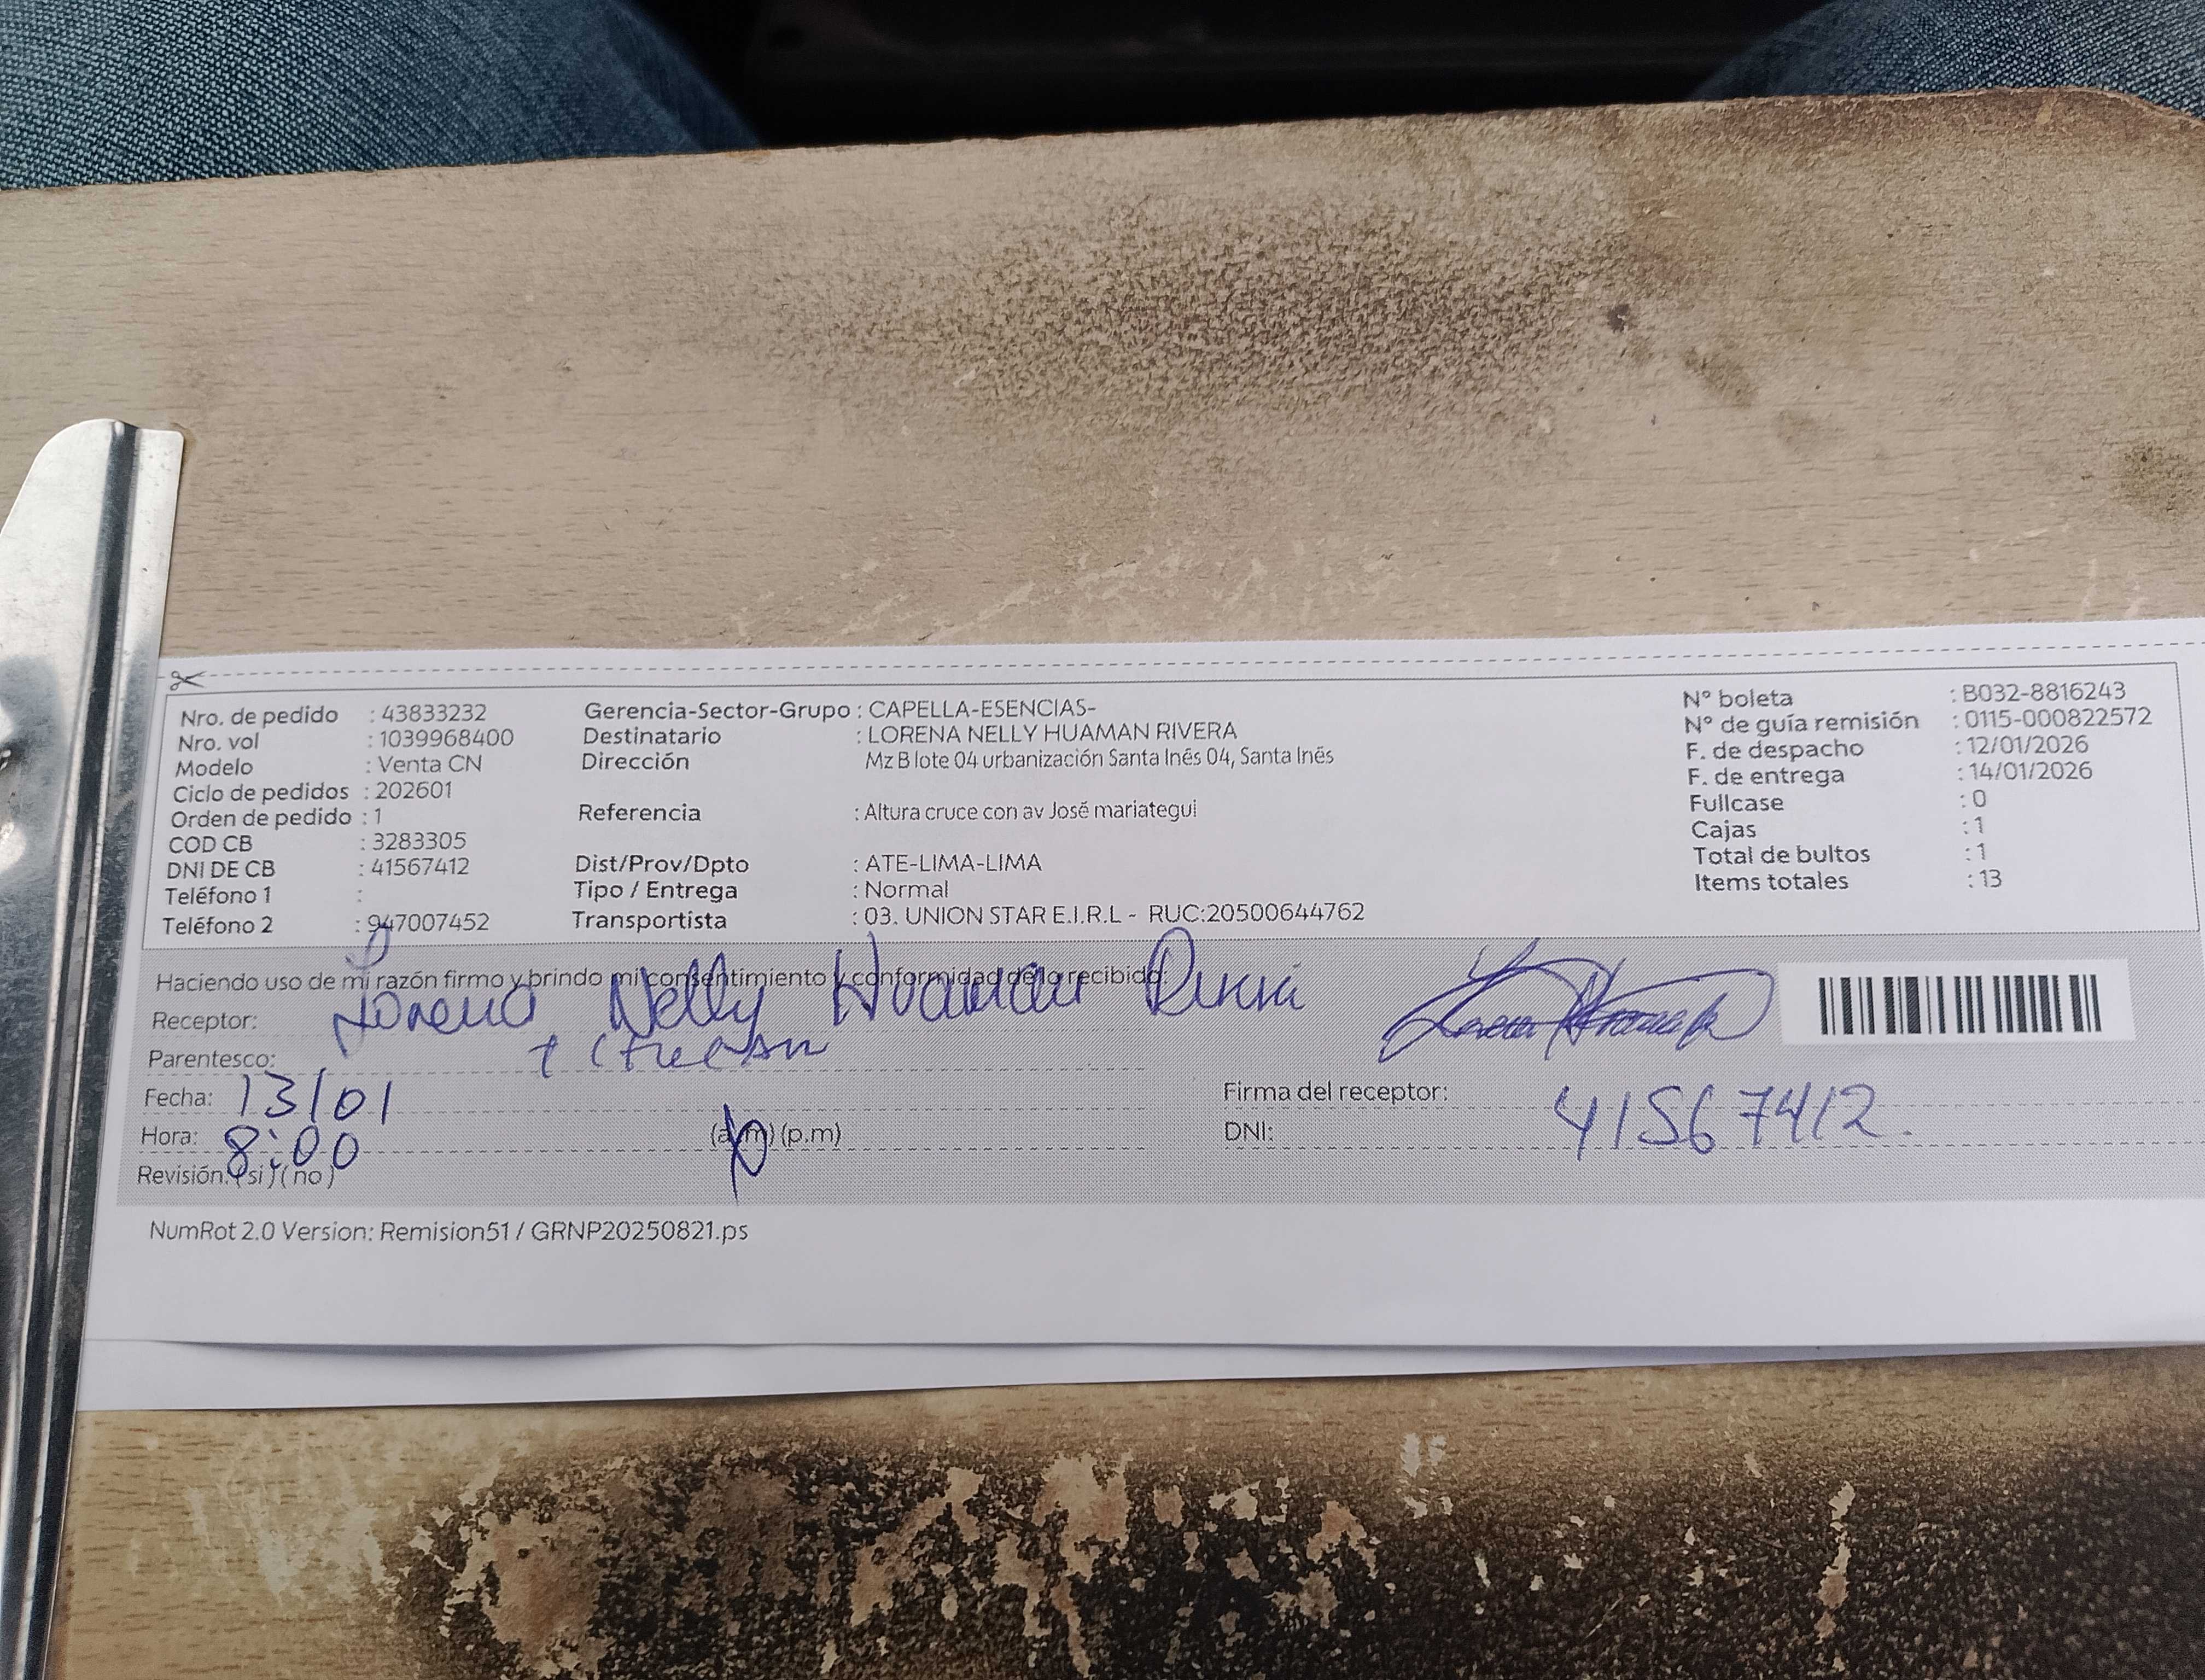 Nro. de pedido : 43833232 Gerencia-Sector-Grupo : CAPELLA-ESENCIAS- N° boleta : B032-8816243
Nro. vol : 1039968400 Destinatario : LORENA NELLY HUAMAN RIVERA N° de guía remisión : 0115-000822572
Modelo : Venta CN Dirección Mz B lote 04 urbanización Santa Inés 04, Santa Inés F. de despacho : 12/01/2026
Ciclo de pedidos : 202601 F. de entrega : 14/01/2026
Orden de pedido : 1 Referencia : Altura cruce con av José mariategui Fullcase : 0
COD CB : 3283305 Cajas : 1
DNI DE CB : 41567412 Dist/Prov/Dpto : ATE-LIMA-LIMA Total de bultos : 1
Teléfono 1 : Tipo / Entrega : Normal Items totales : 13
Teléfono 2 : 947007452 Transportista : 03. UNION STAR E.I.R.L - RUC:20500644762
Haciendo uso de mi razón firmo y brindo mi consentimiento y conformidad de lo recibido:
Receptor: Lorena Nelly Huaman Rivera
Parentesco:
Fecha: 13/01 Firma del receptor:
Hora: 8:00 (a.m) (p.m) DNI: 41567412.
Revisión: (si) (no)
NumRot 2.0 Version: Remision51 / GRNP20250821.ps